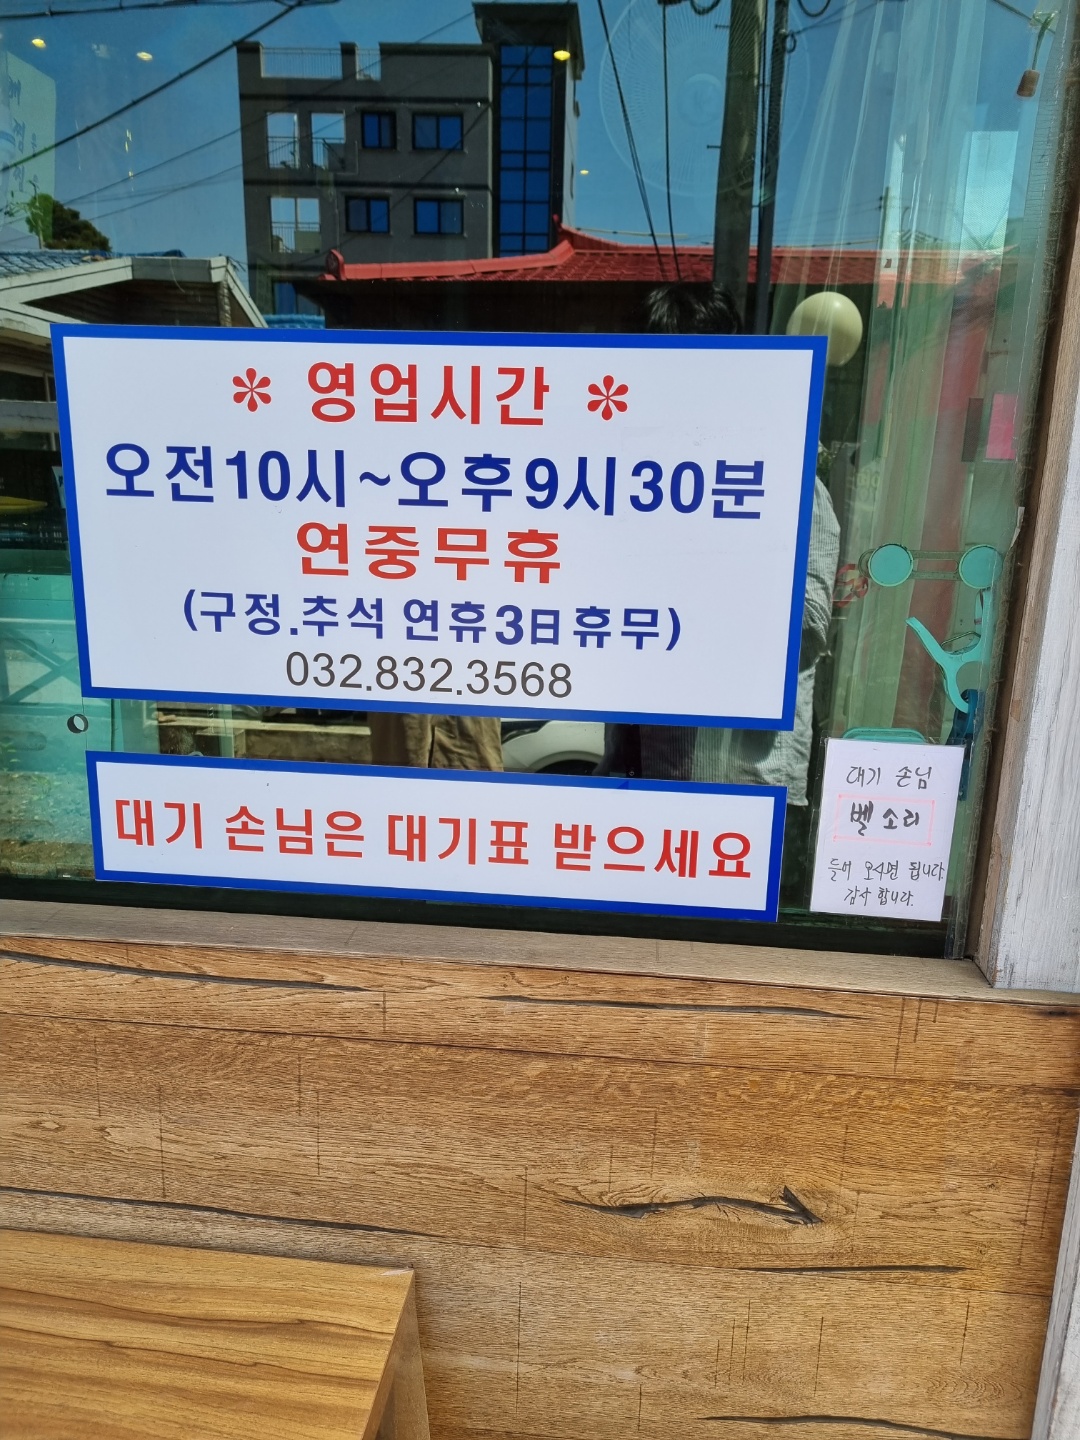 ✽ 영업시간 ✽
오전10시~오후9시30분
연중무휴
(구정.추석 연휴3日휴무)
032.832.3568
대기 손님은 대기표 받으세요
대기 손님
벨 소리
들어 오시면 됩니다
감사 합니다.